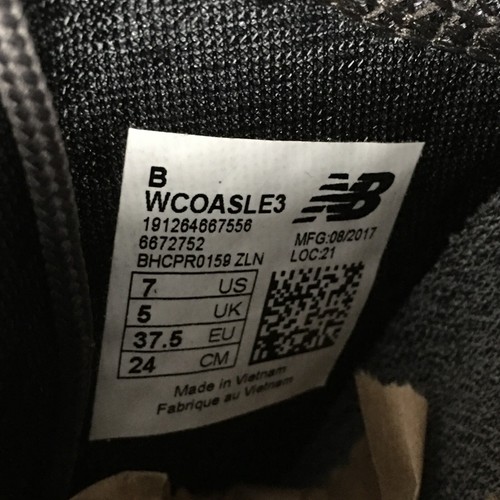 B
WCOASLE3
191264667556
6672752
BHCPR0159 ZLN
NB
MFG:08/2017
LOC:21
7 US
5 UK
37.5 EU
24 CM
Made in Vietnam
Fabrique au Vietnam